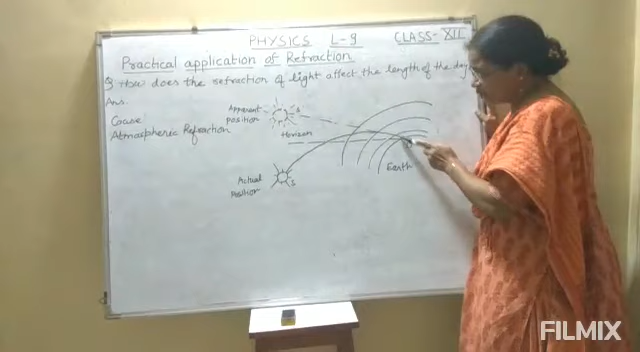 PHYSICS L-9 CLASS-XII
Practical application of Refraction
Q How does the refraction of light affect the length of the day
Ans.
Cause
Atmospheric Refraction
Apparent
position
S
Horizon
Actual
Position
S
Earth
FILMIX